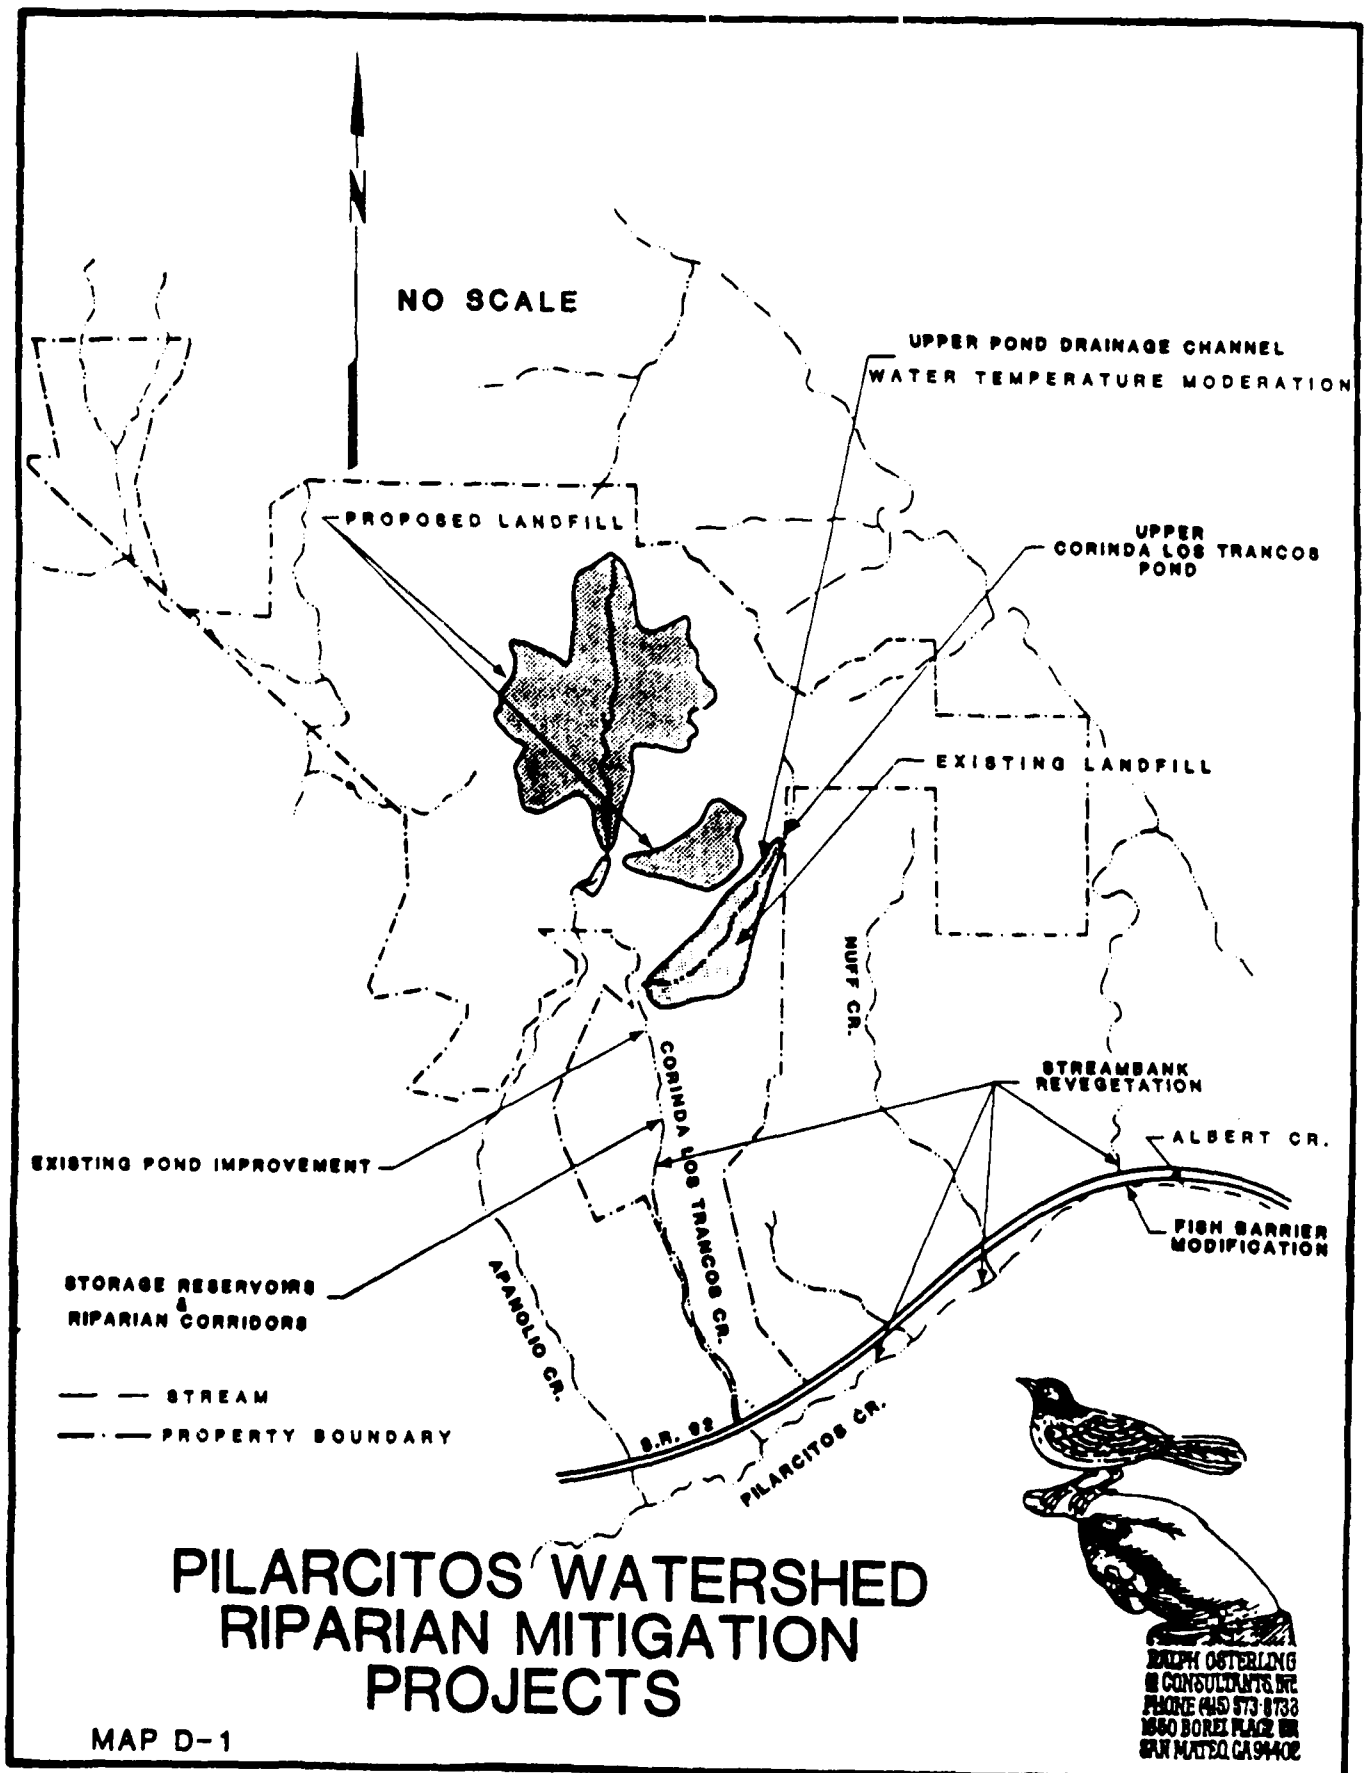 N
NO SCALE
UPPER POND DRAINAGE CHANNEL
WATER TEMPERATURE MODERATION
PROPOSED LANDFILL
UPPER
CORINDA LOS TRANCOS
POND
EXISTING LANDFILL
NUFF CR.
CORINDA LOS TRANCOS CR.
STREAMBANK
REVEGETATION
ALBERT CR.
EXISTING POND IMPROVEMENT
FISH BARRIER
MODIFICATION
STORAGE RESERVOIRS
&
RIPARIAN CORRIDORS
APANOLIO CR.
STREAM
PROPERTY BOUNDARY
S.R. 92
PILARCITOS CR.
PILARCITOS WATERSHED
RIPARIAN MITIGATION
PROJECTS
MAP D-1
RALPH OSTERLING
CONSULTANTS, INC
PHONE (415) 573-8733
1650 BOREL PLACE
SAN MATEO, CA 94402